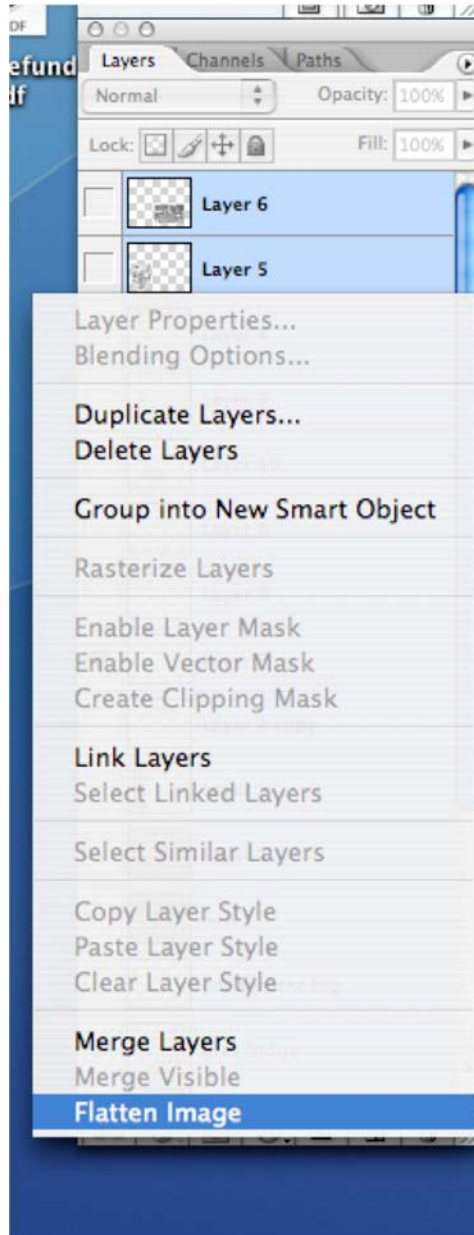 DF
efund
df
Layers Channels Paths
Normal Opacity: 100%
Lock: Fill: 100%
Layer 6
Layer 5
Layer Properties...
Blending Options...
Duplicate Layers...
Delete Layers
Group into New Smart Object
Rasterize Layers
Enable Layer Mask
Enable Vector Mask
Create Clipping Mask
Link Layers
Select Linked Layers
Select Similar Layers
Copy Layer Style
Paste Layer Style
Clear Layer Style
Merge Layers
Merge Visible
Flatten Image